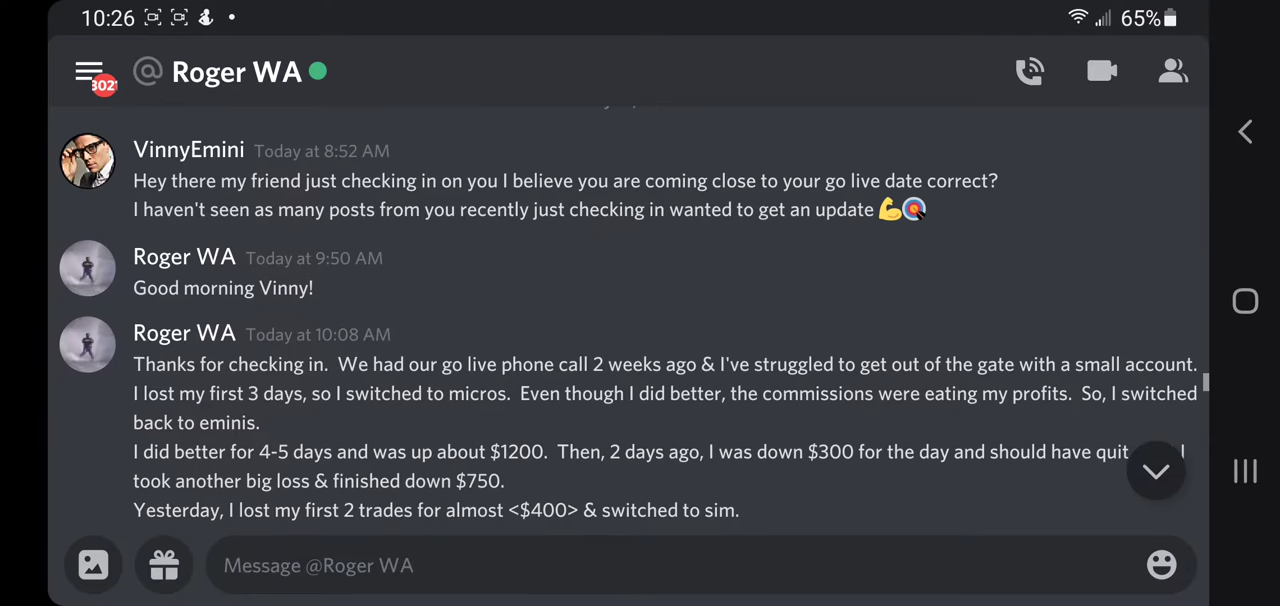 10:26
65%
3021
@ Roger WA
VinnyEmini Today at 8:52 AM
Hey there my friend just checking in on you I believe you are coming close to your go live date correct?
I haven't seen as many posts from you recently just checking in wanted to get an update 💪🎯
Roger WA Today at 9:50 AM
Good morning Vinny!
Roger WA Today at 10:08 AM
Thanks for checking in. We had our go live phone call 2 weeks ago & I've struggled to get out of the gate with a small account.
I lost my first 3 days, so I switched to micros. Even though I did better, the commissions were eating my profits. So, I switched
back to eminis.
I did better for 4-5 days and was up about $1200. Then, 2 days ago, I was down $300 for the day and should have quit I
took another big loss & finished down $750.
Yesterday, I lost my first 2 trades for almost <$400> & switched to sim.
Message @Roger WA